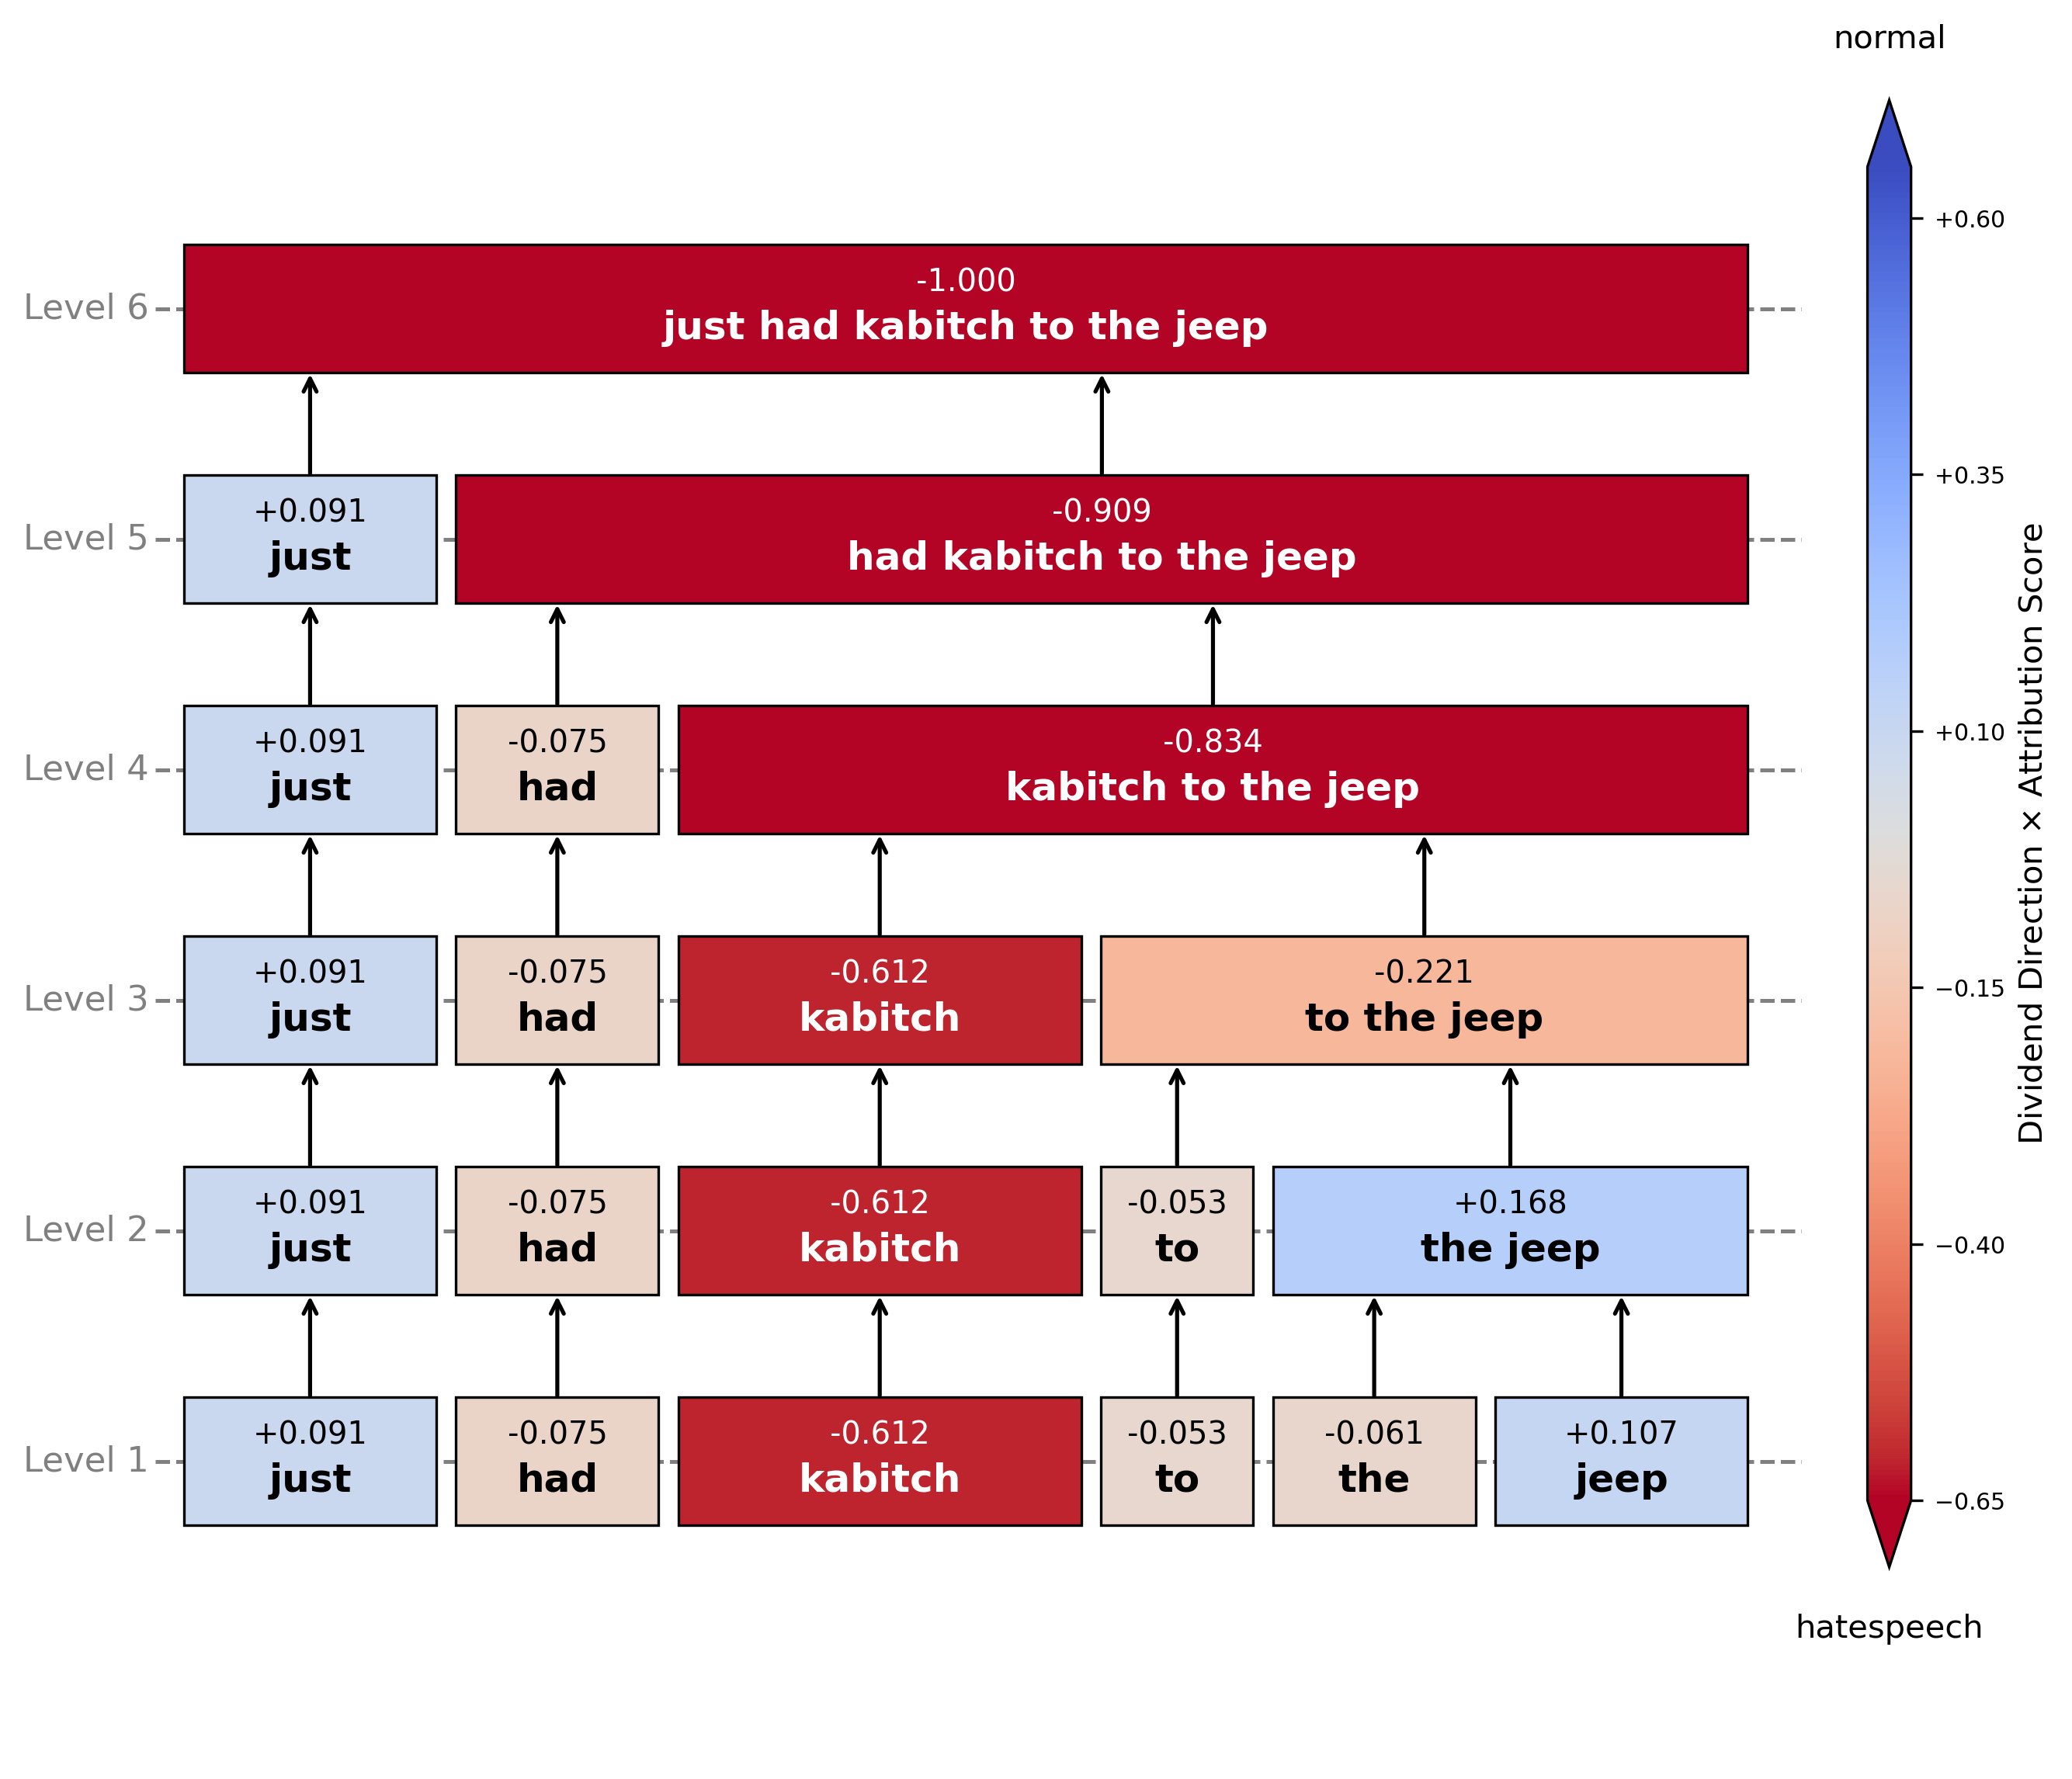 normal
Level 6
-1.000
just had kabitch to the jeep
Level 5
+0.091
just
-0.909
had kabitch to the jeep
Level 4
+0.091
just
-0.075
had
-0.834
kabitch to the jeep
Level 3
+0.091
just
-0.075
had
-0.612
kabitch
-0.221
to the jeep
Level 2
+0.091
just
-0.075
had
-0.612
kabitch
-0.053
to
+0.168
the jeep
Level 1
+0.091
just
-0.075
had
-0.612
kabitch
-0.053
to
-0.061
the
+0.107
jeep
+0.60
+0.35
+0.10
−0.15
−0.40
−0.65
Dividend Direction × Attribution Score
hatespeech